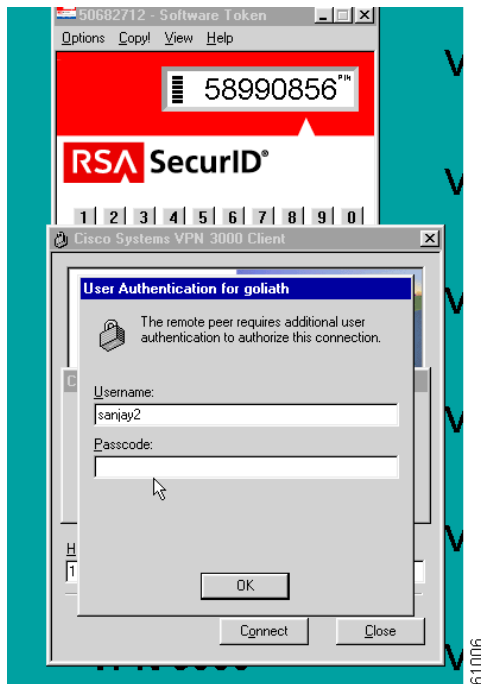 50682712 - Software Token
Options Copy! View Help
58990856 PIN
RSA SecurID®
1 2 3 4 5 6 7 8 9 0
Cisco Systems VPN 3000 Client
User Authentication for goliath
The remote peer requires additional user
authentication to authorize this connection.
Username:
sanjay2
Passcode:
OK
H
1
Connect Close
61006